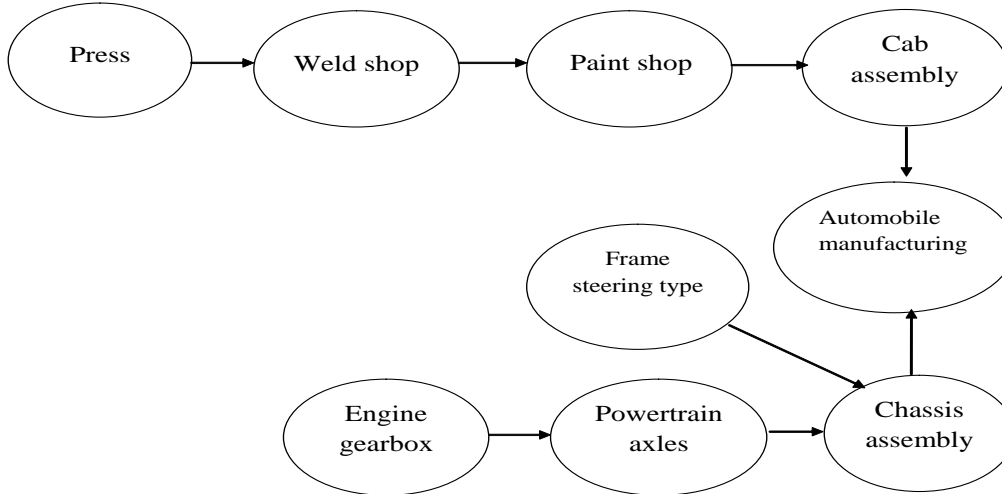 Press
Weld shop
Paint shop
Cab
assembly
Automobile
manufacturing
Frame
steering type
Engine
gearbox
Powertrain
axles
Chassis
assembly